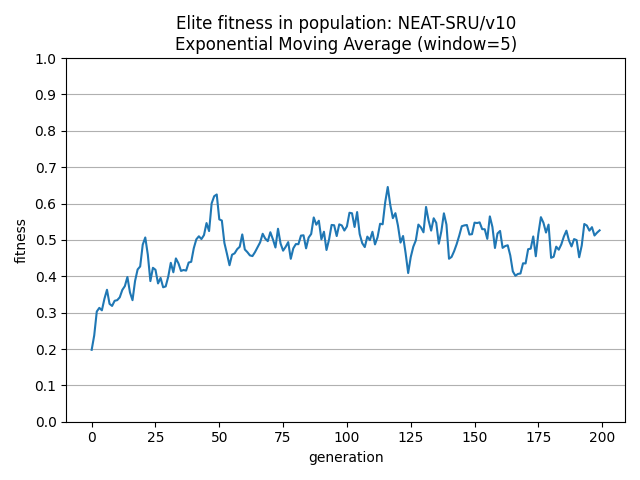 Elite fitness in population: NEAT-SRU/v10
Exponential Moving Average (window=5)
fitness
1.0
0.9
0.8
0.7
0.6
0.5
0.4
0.3
0.2
0.1
0.0
0 25 50 75 100 125 150 175 200
generation